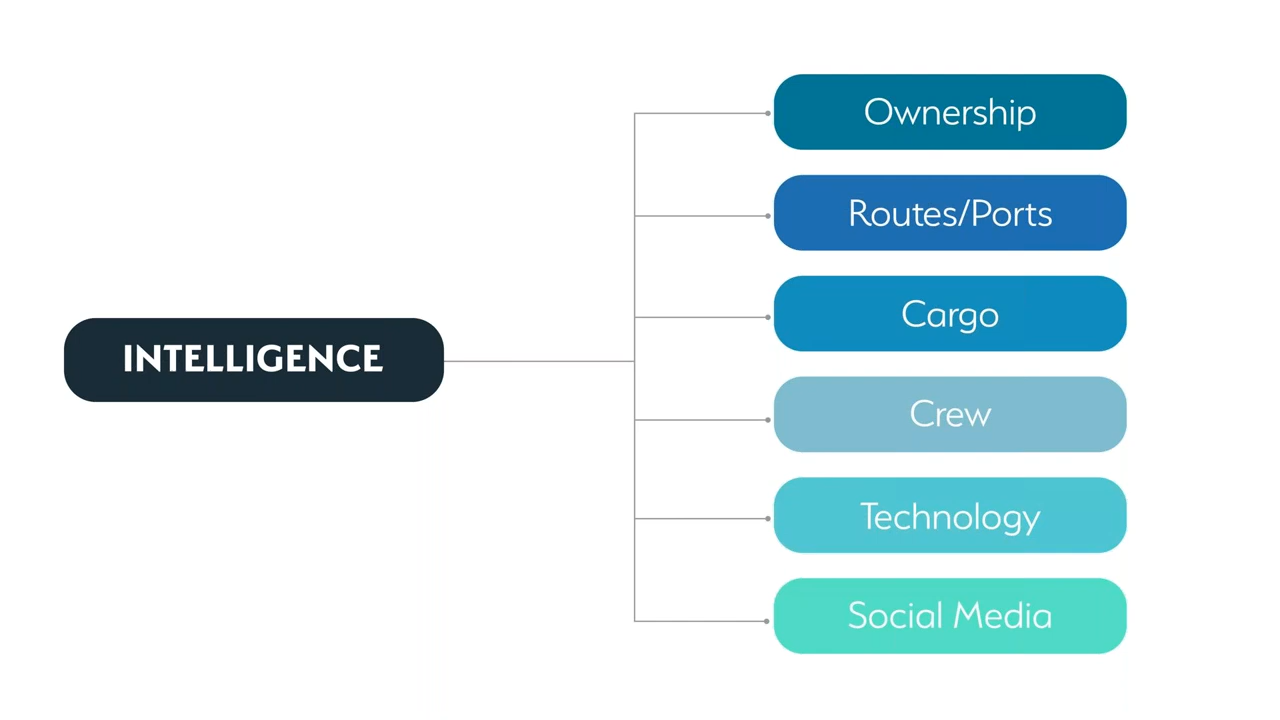 INTELLIGENCE
Ownership
Routes/Ports
Cargo
Crew
Technology
Social Media